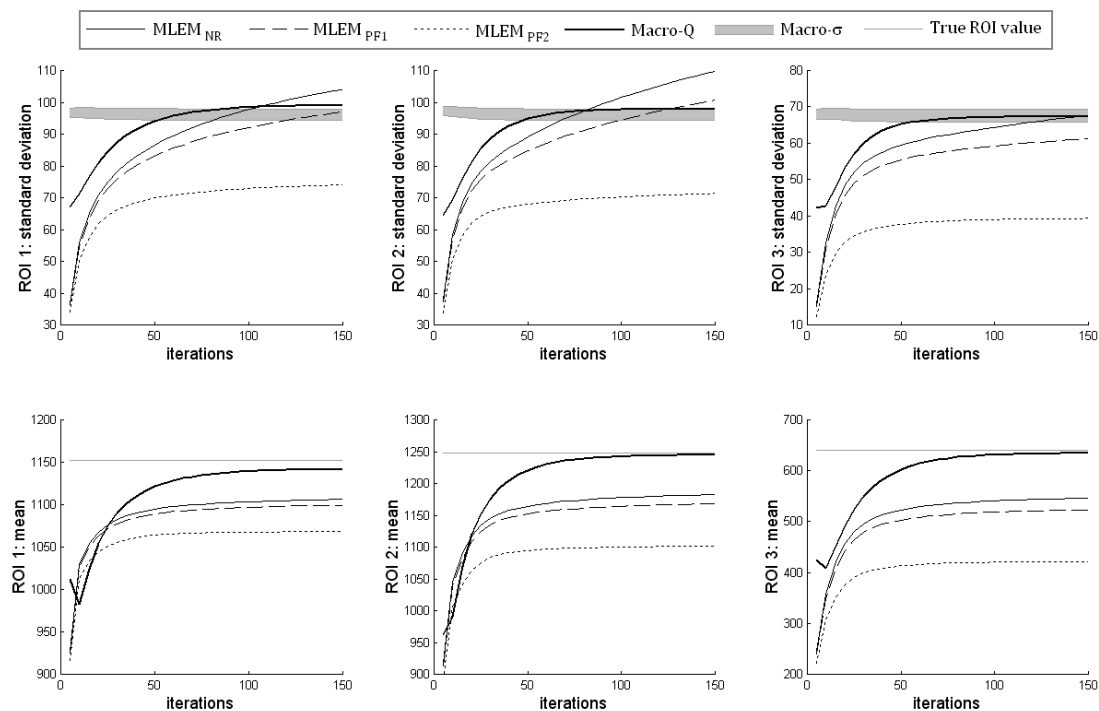 MLEM NR MLEM PF1 MLEM PF2 Macro-Q Macro-σ True ROI value
110 100 90 80 70 60 50 40 30
ROI 1: standard deviation
0 50 100 150
iterations
110 100 90 80 70 60 50 40 30
ROI 2: standard deviation
0 50 100 150
iterations
80 70 60 50 40 30 20 10
ROI 3: standard deviation
0 50 100 150
iterations
1200 1150 1100 1050 1000 950 900
ROI 1: mean
0 50 100 150
iterations
1300 1250 1200 1150 1100 1050 1000 950 900
ROI 2: mean
0 50 100 150
iterations
700 600 500 400 300 200
ROI 3: mean
0 50 100 150
iterations